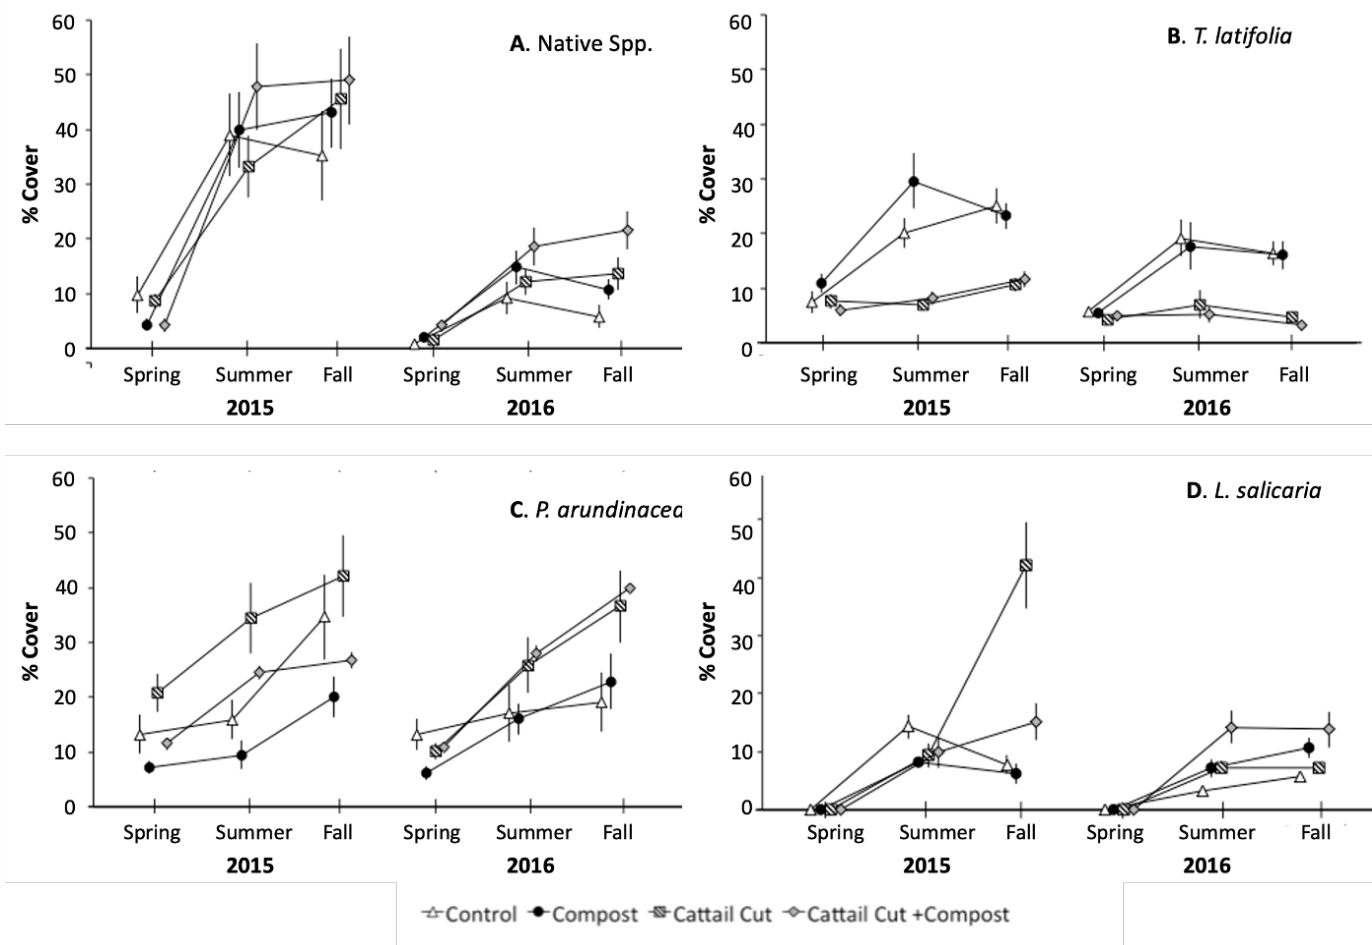 A. Native Spp.
% Cover
60
50
40
30
20
10
0
Spring Summer Fall Spring Summer Fall
2015 2016
B. T. latifolia
% Cover
60
50
40
30
20
10
0
Spring Summer Fall Spring Summer Fall
2015 2016
C. P. arundinacea
% Cover
60
50
40
30
20
10
0
Spring Summer Fall Spring Summer Fall
2015 2016
D. L. salicaria
% Cover
60
50
40
30
20
10
0
Spring Summer Fall Spring Summer Fall
2015 2016
Control Compost Cattail Cut Cattail Cut +Compost